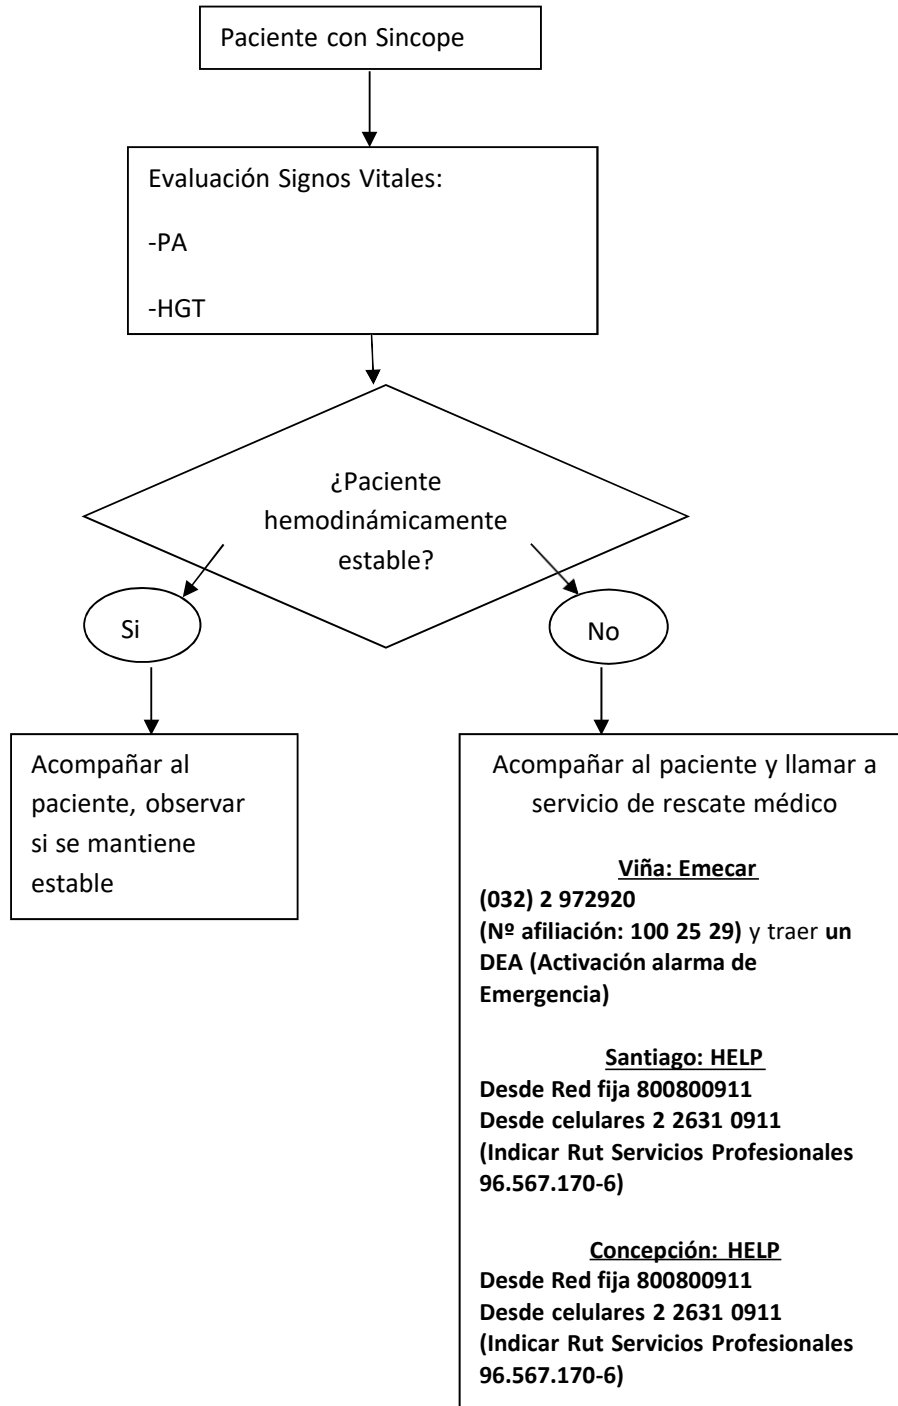 Paciente con Sincope
Evaluación Signos Vitales:
-PA
-HGT
¿Paciente
hemodinámicamente
estable?
Si
No
Acompañar al
paciente, observar
si se mantiene
estable
Acompañar al paciente y llamar a
servicio de rescate médico
Viña: Emecar
(032) 2 972920
(Nº afiliación: 100 25 29) y traer un
DEA (Activación alarma de
Emergencia)
Santiago: HELP
Desde Red fija 800800911
Desde celulares 2 2631 0911
(Indicar Rut Servicios Profesionales
96.567.170-6)
Concepción: HELP
Desde Red fija 800800911
Desde celulares 2 2631 0911
(Indicar Rut Servicios Profesionales
96.567.170-6)